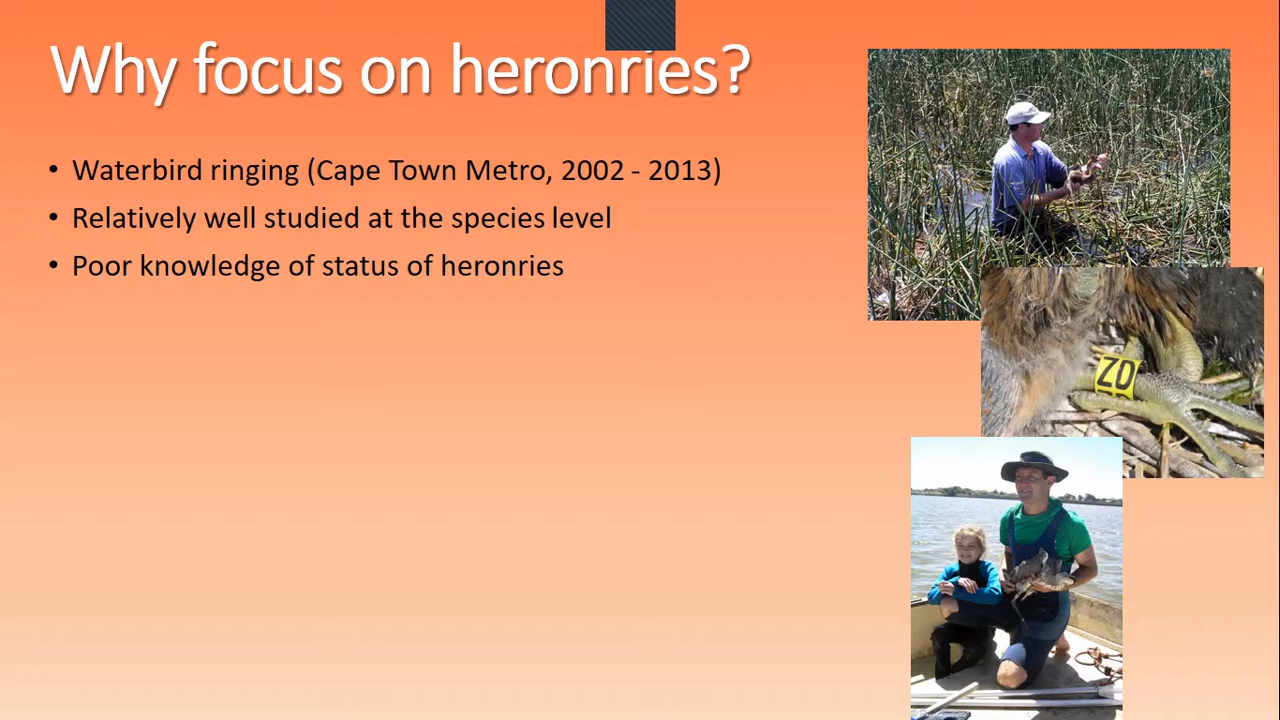 Why focus on heronries?
• Waterbird ringing (Cape Town Metro, 2002 - 2013)
• Relatively well studied at the species level
• Poor knowledge of status of heronries
ZD